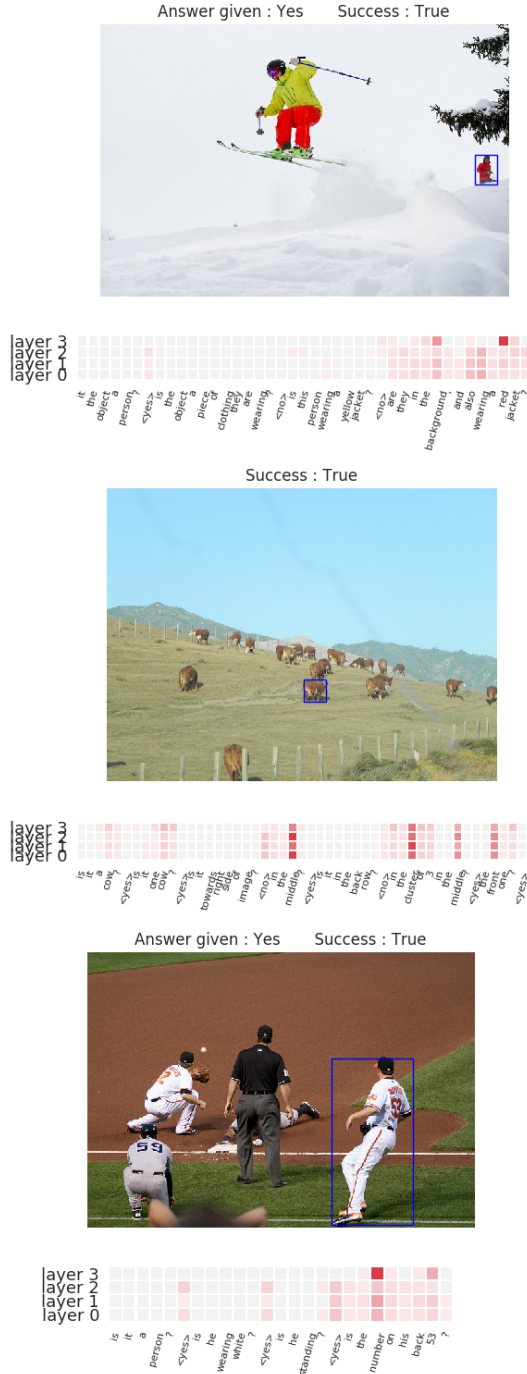 Answer given : Yes Success : True
layer 3
layer 2
layer 1
layer 0
it the object a person? <yes> is the object a piece of clothing they are wearing? <no> is this person wearing a yellow jacket ? <no> are they in the background , and also wearing a red jacket ?
Success : True
layer 3
layer 2
layer 1
layer 0
is it a cow ? <yes> is it one cow ? <yes> is it towards right side of image? <no> in the middle? <yes> is it in the back row? <no> in the cluster of 3 in the middle? <yes> the front one ? <yes>
Answer given : Yes Success : True
59
52
layer 3
layer 2
layer 1
layer 0
is it a person ? <yes> is he wearing white ? <yes> is he standing ? <yes> is the number on his back 53 ?